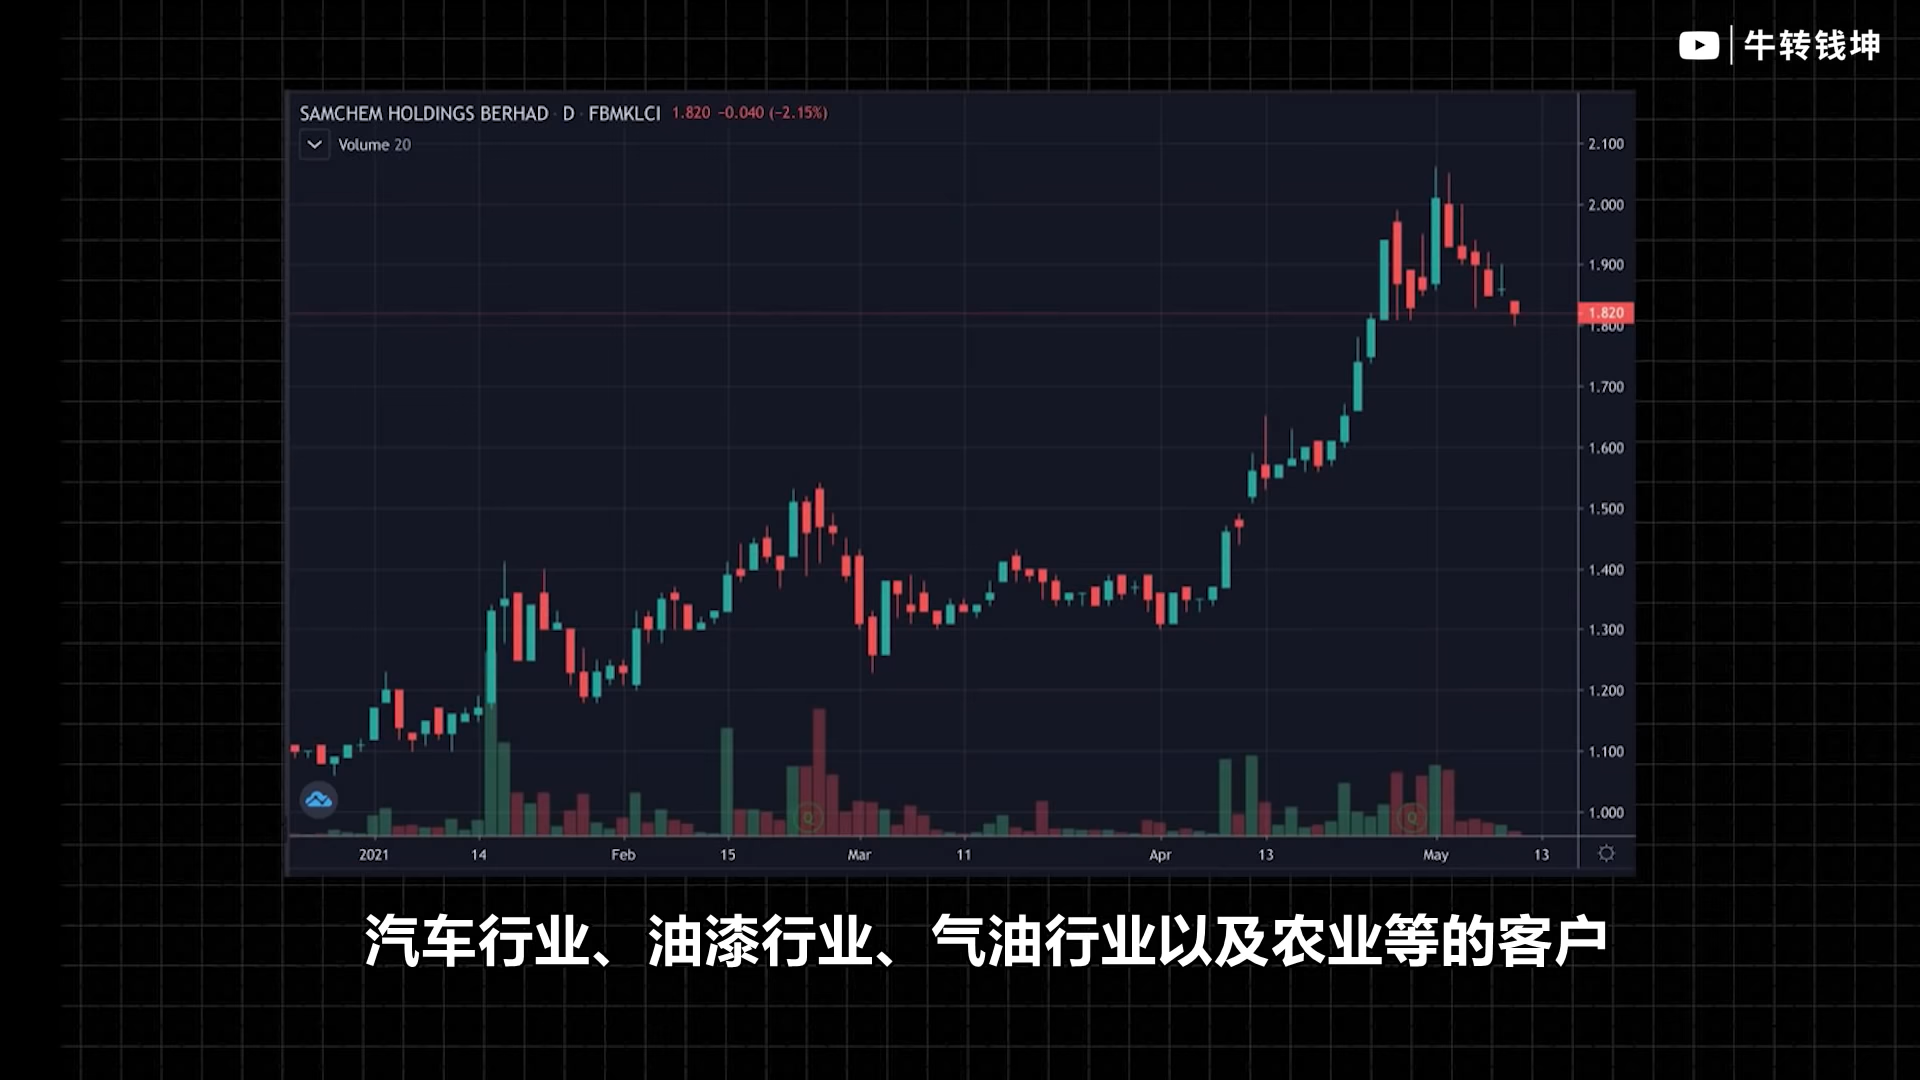 牛转钱坤
SAMCHEM HOLDINGS BERHAD · D · FBMKLCI 1.820 −0.040 (−2.15%)
Volume 20
2.100
2.000
1.900
1.820
1.800
1.700
1.600
1.500
1.400
1.300
1.200
1.100
1.000
Q
Q
2021 14 Feb 15 Mar 11 Apr 13 May 13
汽车行业、油漆行业、气油行业以及农业等的客户